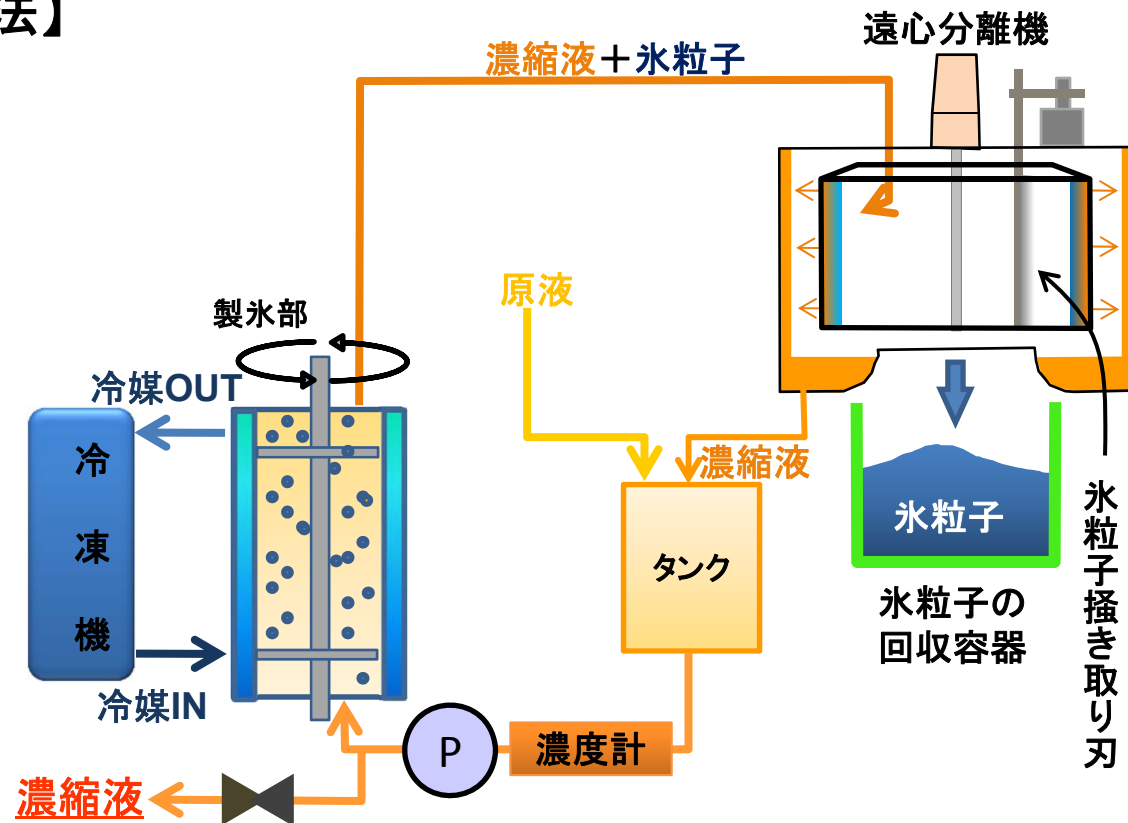 法】
遠心分離機
濃縮液＋氷粒子
原液
製氷部
冷媒OUT
冷凍機
冷媒IN
濃縮液
タンク
氷粒子
氷粒子の
回収容器
氷粒子掻き取り刃
P
濃度計
濃縮液